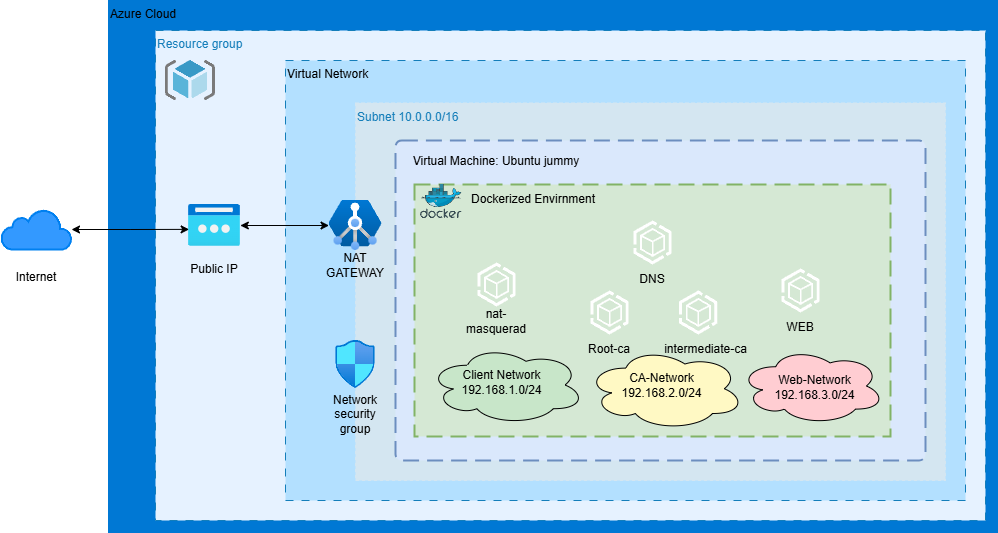 Azure Cloud
Resource group
Virtual Network
Subnet 10.0.0.0/16
Virtual Machine: Ubuntu jummy
docker
Dockerized Envirnment
Internet
Public IP
NAT
GATEWAY
DNS
nat-
masquerad
WEB
Root-ca
intermediate-ca
Client Network
192.168.1.0/24
CA-Network
192.168.2.0/24
Web-Network
192.168.3.0/24
Network
security
group